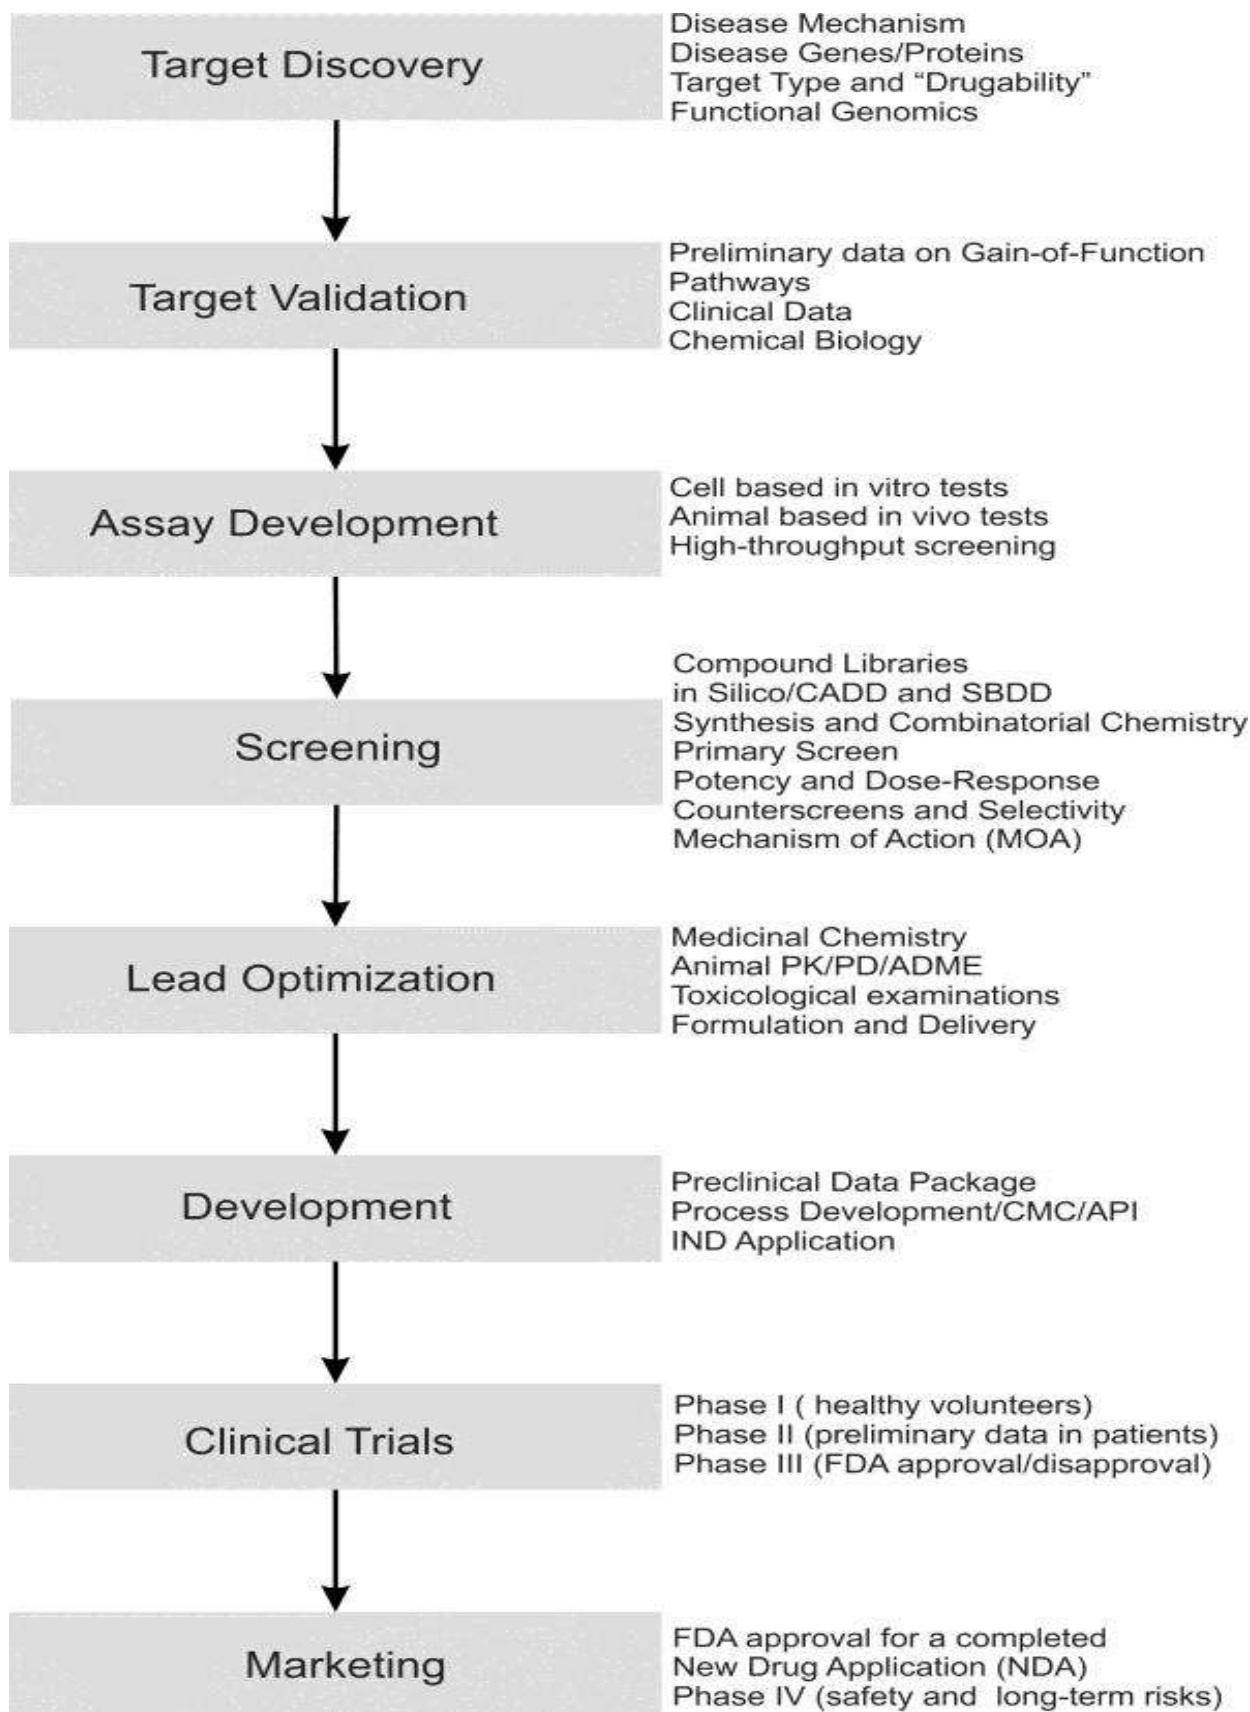 Target Discovery
Disease Mechanism
Disease Genes/Proteins
Target Type and “Drugability”
Functional Genomics
Target Validation
Preliminary data on Gain-of-Function
Pathways
Clinical Data
Chemical Biology
Assay Development
Cell based in vitro tests
Animal based in vivo tests
High-throughput screening
Screening
Compound Libraries
in Silico/CADD and SBDD
Synthesis and Combinatorial Chemistry
Primary Screen
Potency and Dose-Response
Counterscreens and Selectivity
Mechanism of Action (MOA)
Lead Optimization
Medicinal Chemistry
Animal PK/PD/ADME
Toxicological examinations
Formulation and Delivery
Development
Preclinical Data Package
Process Development/CMC/API
IND Application
Clinical Trials
Phase I ( healthy volunteers)
Phase II (preliminary data in patients)
Phase III (FDA approval/disapproval)
Marketing
FDA approval for a completed
New Drug Application (NDA)
Phase IV (safety and  long-term risks)